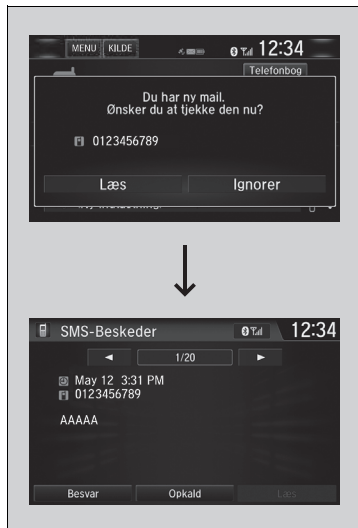 MENU KILDE 12:34
Telefonbog
Du har ny mail.
Ønsker du at tjekke den nu?
0123456789
Læs Ignorer
SMS-Beskeder 12:34
1/20
May 12 3:31 PM
0123456789
AAAAA
Besvar Opkald Læs